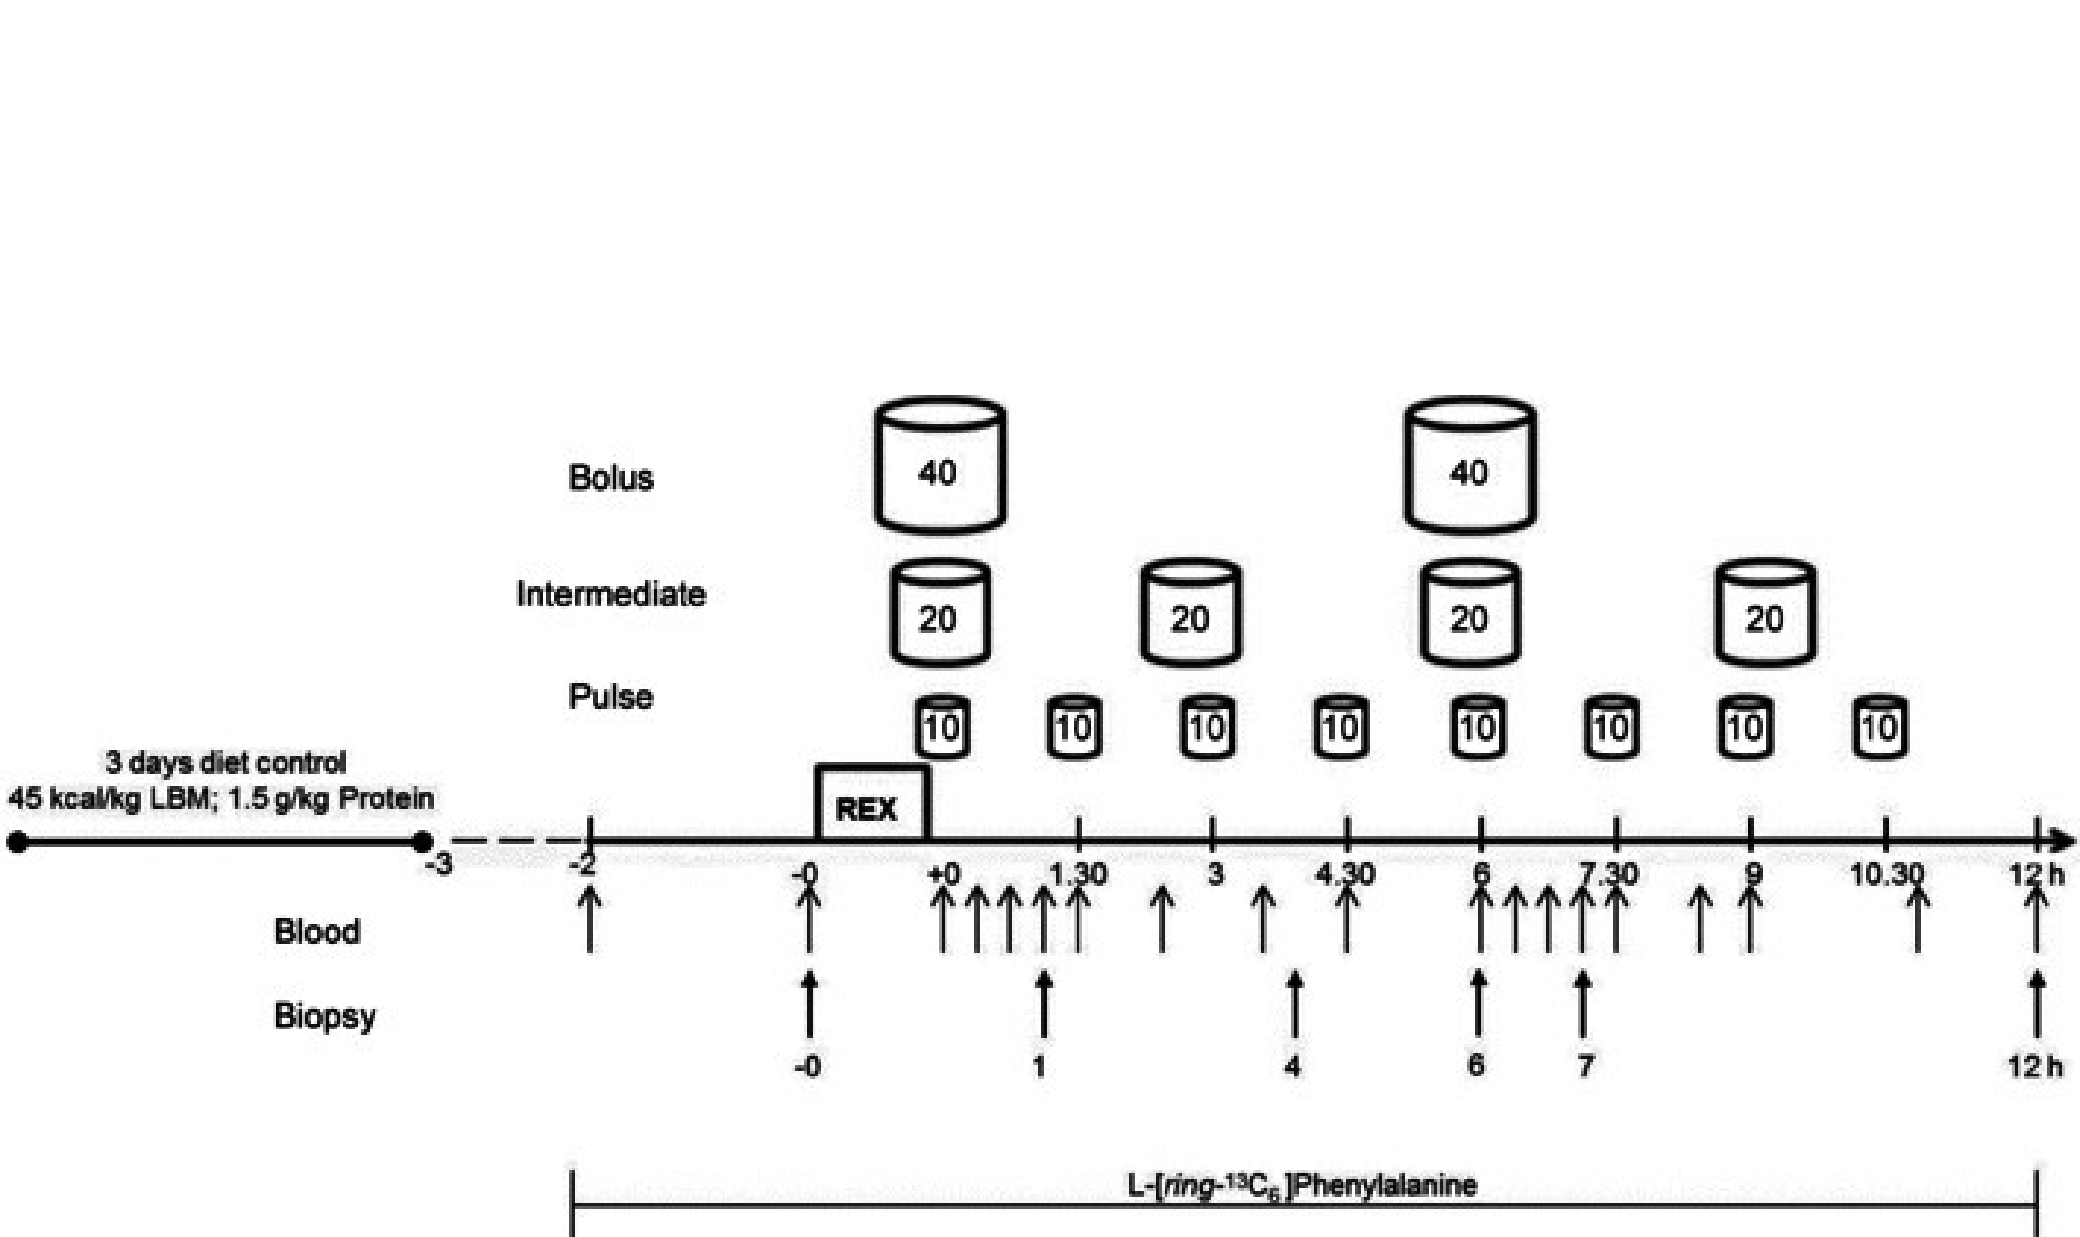 Bolus
40 40
Intermediate
20 20 20 20
Pulse
10 10 10 10 10 10 10 10
3 days diet control
45 kcal/kg LBM; 1.5 g/kg Protein
REX
-3 -2 -0 +0 1.30 3 4.30 6 7.30 9 10.30 12 h
Blood
Biopsy
-0 1 4 6 7 12 h
L-[ring-¹³C₆]Phenylalanine